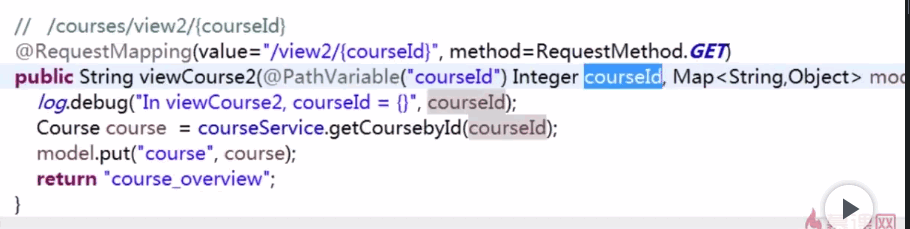 // /courses/view2/{courseId}
@RequestMapping(value="/view2/{courseId}", method=RequestMethod.GET)
public String viewCourse2(@PathVariable("courseId") Integer courseId, Map<String,Object> mod
log.debug("In viewCourse2, courseId = {}", courseId);
Course course = courseService.getCoursebyId(courseId);
model.put("course", course);
return "course_overview";
}
课网